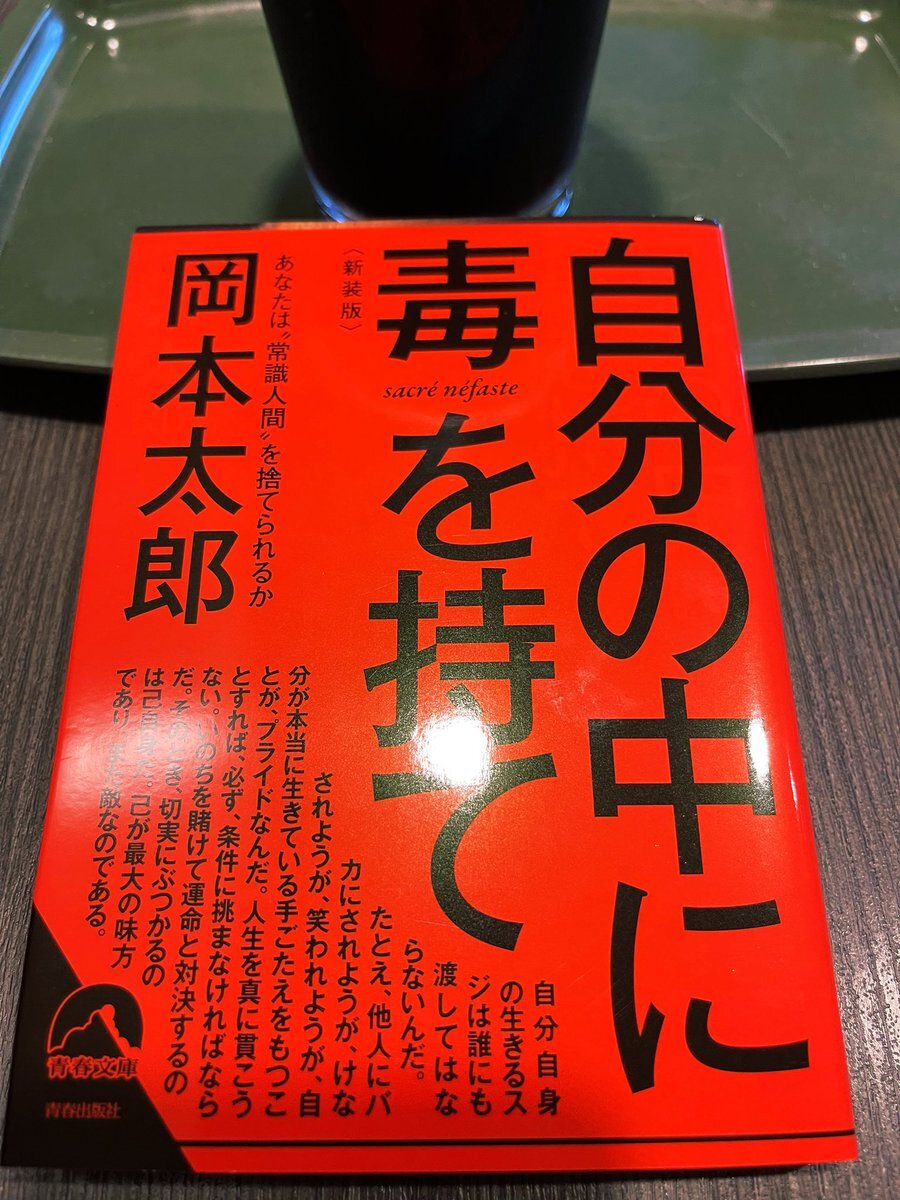 自分の中に
毒を持て
sacré néfaste
〈新装版〉
あなたは〝常識人間〟を捨てられるか
岡本太郎
自分自身
の生きるス
ジは誰にも
渡してはな
らないんだ。
たとえ、他人にバ
カにされようが、けな
されようが、笑われようが、自
分が本当に生きている手ごたえをもつこ
とが、プライドなんだ。人生を真に貫こう
とすれば、必ず、条件に挑まなければなら
ない。いのちを賭けて運命と対決するの
だ。そのとき、切実にぶつかるの
は己自身だ。己が最大の味方
であり、また敵なのである。
青春文庫
青春出版社